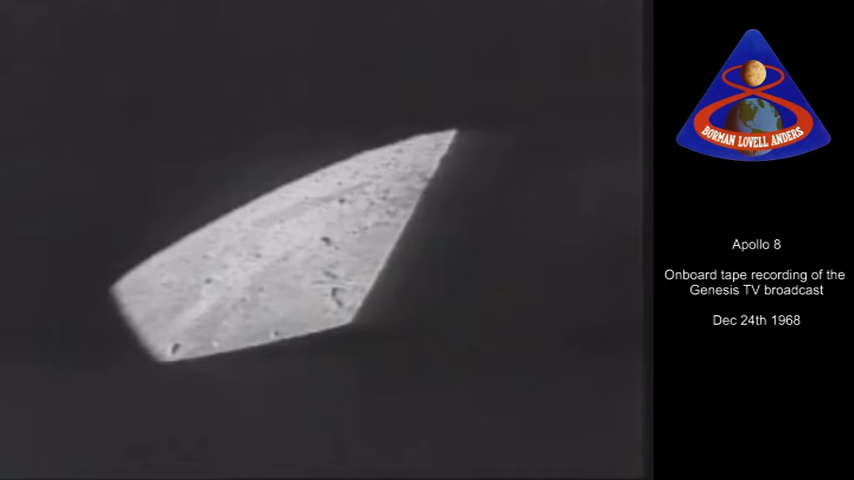 BORMAN LOVELL ANDERS
Apollo 8
Onboard tape recording of the
Genesis TV broadcast
Dec 24th 1968